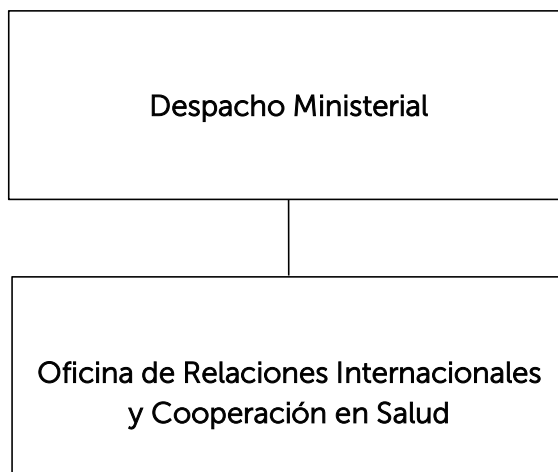 Despacho Ministerial
Oficina de Relaciones Internacionales
y Cooperación en Salud